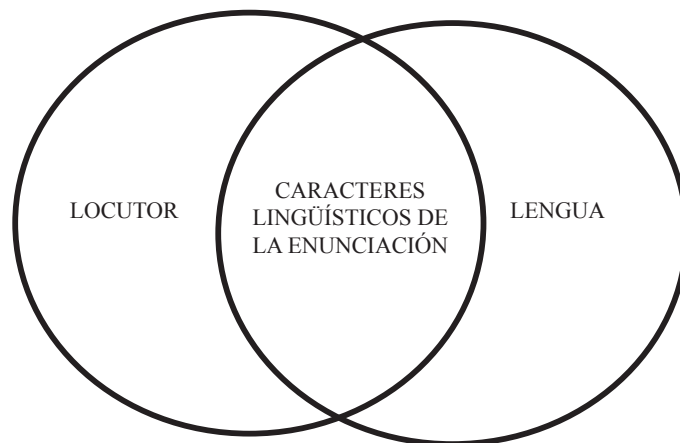 LOCUTOR
CARACTERES
LINGÜÍSTICOS DE
LA ENUNCIACIÓN
LENGUA